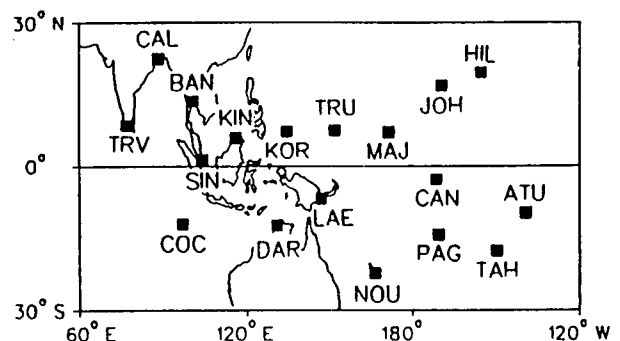 30° N
CAL
HIL
BAN
KIN
TRU
JOH
TRV
KOR
MAJ
0°
SIN
CAN
ATU
LAE
COC
DAR
PAG
TAH
NOU
30° S
60° E
120° E
180°
120° W